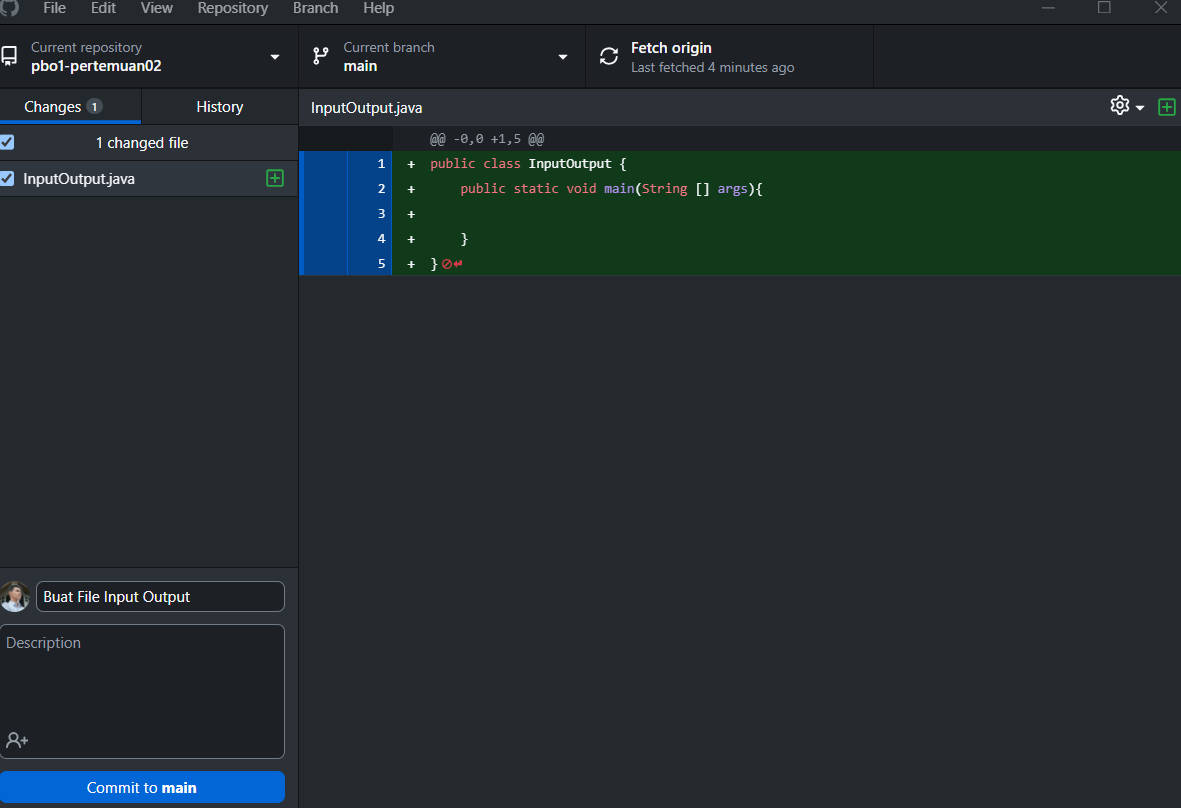 File Edit View Repository Branch Help
Current repository
pbo1-pertemuan02
Current branch
main
Fetch origin
Last fetched 4 minutes ago
Changes 1
History
InputOutput.java
1 changed file
InputOutput.java
@@ -0,0 +1,5 @@
1 + public class InputOutput {
2 + public static void main(String [] args){
3 +
4 + }
5 + }
Buat File Input Output
Description
Commit to main